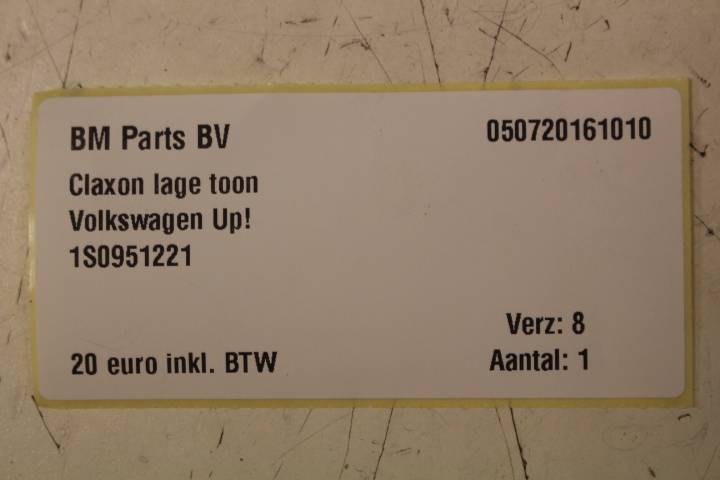 BM Parts BV 050720161010
Claxon lage toon
Volkswagen Up!
1S0951221
Verz: 8
20 euro inkl. BTW Aantal: 1